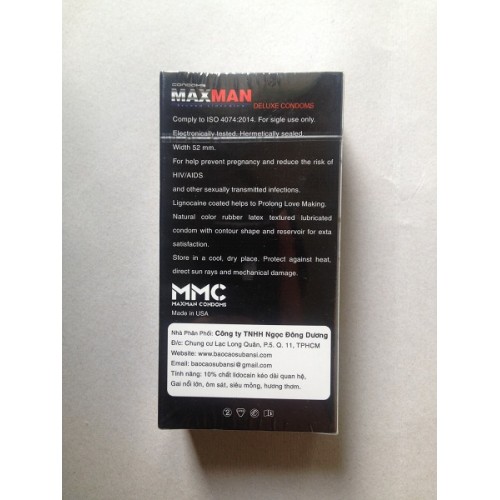 CONDOMS
MAXMAN
DELUXE CONDOMS
Comply to ISO 4074:2014. For sigle use only.
Electronically tested. Hermetically sealed.
Width 52 mm.
For help prevent pregnancy and reduce the risk of
HIV/AIDS
and other sexually transmitted infections.
Lignocaine coated helps to Prolong Love Making.
Natural color rubber latex textured lubricated
condom with contour shape and reservoir for exta
satisfaction.
Store in a cool, dry place. Protect against heat,
direct sun rays and mechanical damage.
MMC
MAXMAN CONDOMS
Made in USA
Nhà Phân Phối: Công ty TNHH Ngọc Đông Dương
Đ/c: Chung cư Lạc Long Quân, P.5. Q. 11, TPHCM
Website: www.baocaosubansi.com
Email: baocaosubansi@gmail.com
Tính năng: 10% chất lidocain kéo dài quan hệ,
Gai nổi lớn, ôm sát, siêu mỏng, hương thơm.